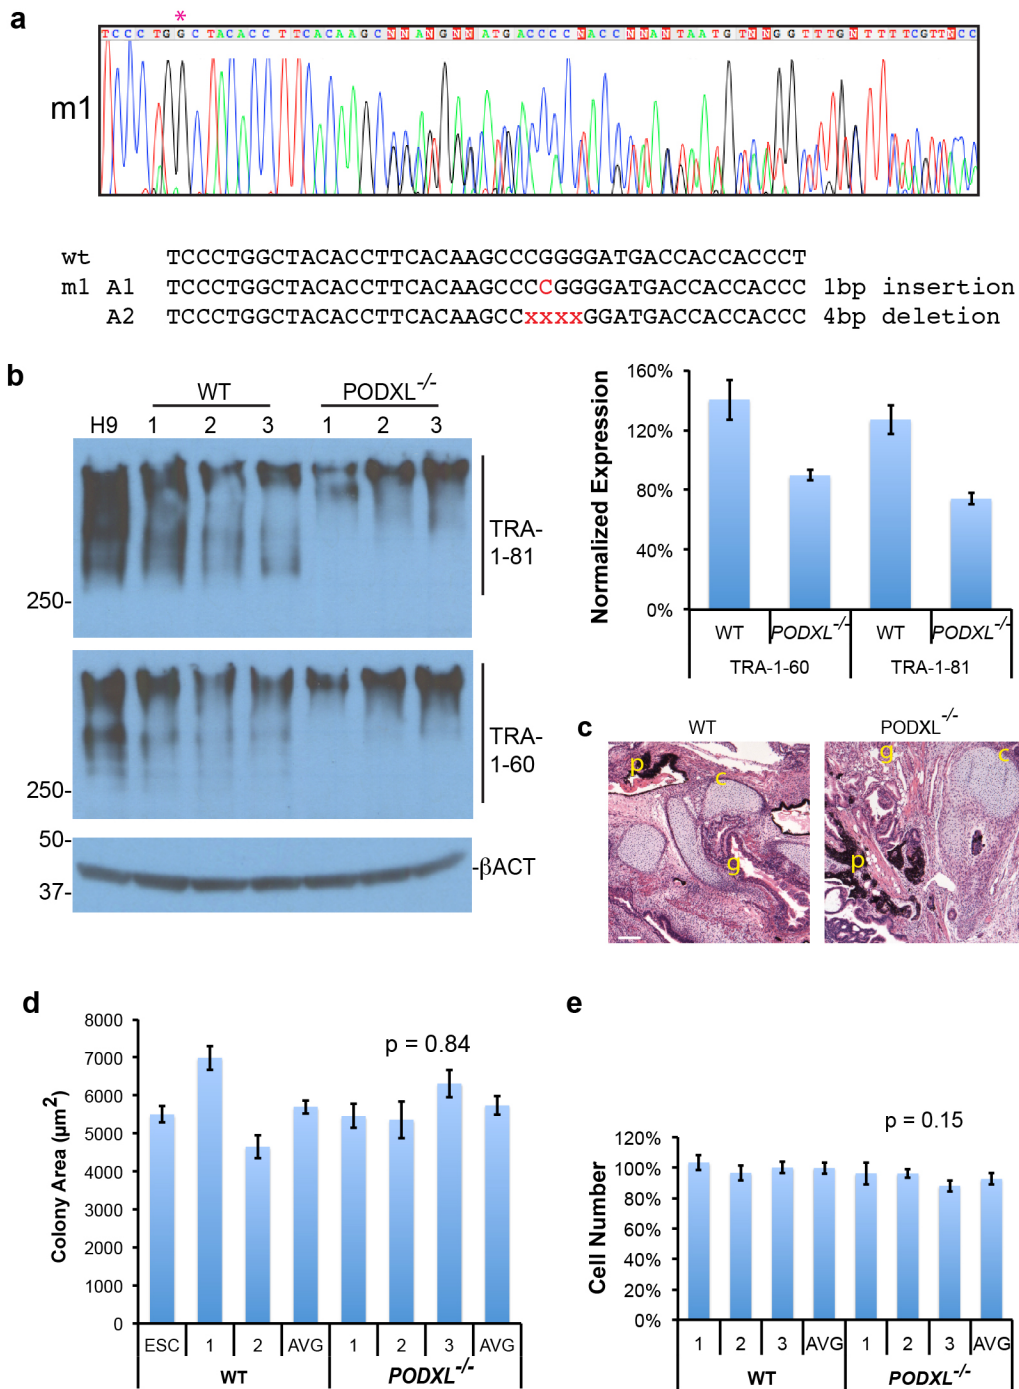 a
*
TCCCTGGCTACACCTTCACAAGCNNANGNNATGACCCCNACCNNANTAATGTNNGGTTTGNTTTTCGTTNCC
m1
wt TCCCTGGCTACACCTTCACAAGCCCGGGGATGACCACCACCCT
m1 A1 TCCCTGGCTACACCTTCACAAGCCCCGGGGATGACCACCACCC 1bp insertion
A2 TCCCTGGCTACACCTTCACAAGCCxxxxGGATGACCACCACCC 4bp deletion
b
WT PODXL-/-
H9 1 2 3 1 2 3
TRA-1-81
250-
TRA-1-60
250-
50-
37-
-βACT
Normalized Expression
160%
120%
80%
40%
0%
WT PODXL-/- WT PODXL-/-
TRA-1-60 TRA-1-81
c
WT PODXL-/-
p c g
g c p
d
Colony Area (µm2)
8000
7000
6000
5000
4000
3000
2000
1000
0
p = 0.84
ESC 1 2 AVG 1 2 3 AVG
WT PODXL-/-
e
Cell Number
p = 0.15
120%
100%
80%
60%
40%
20%
0%
1 2 3 AVG 1 2 3 AVG
WT PODXL-/-